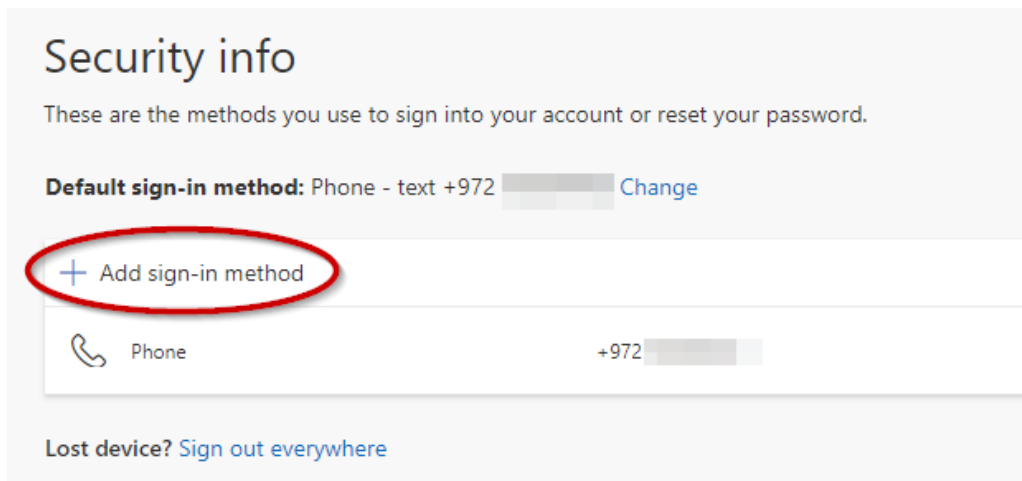 Security info
These are the methods you use to sign into your account or reset your password.
Default sign-in method: Phone - text +972 Change
+ Add sign-in method
Phone +972
Lost device? Sign out everywhere